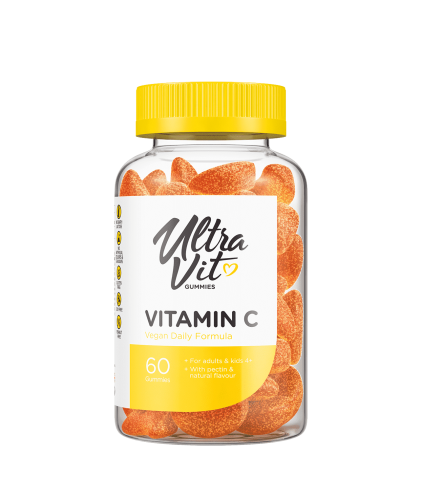 Ultra
Vit
GUMMIES
VITAMIN C
Vegan Daily Formula
60
Gummies
• For adults & kids 4+
• With pectin &
natural flavour